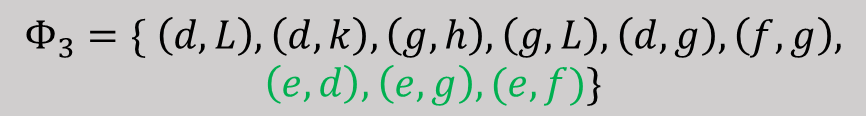 Φ₃ = { (d, L), (d, k), (g, h), (g, L), (d, g), (f, g),
(e, d), (e, g), (e, f)}